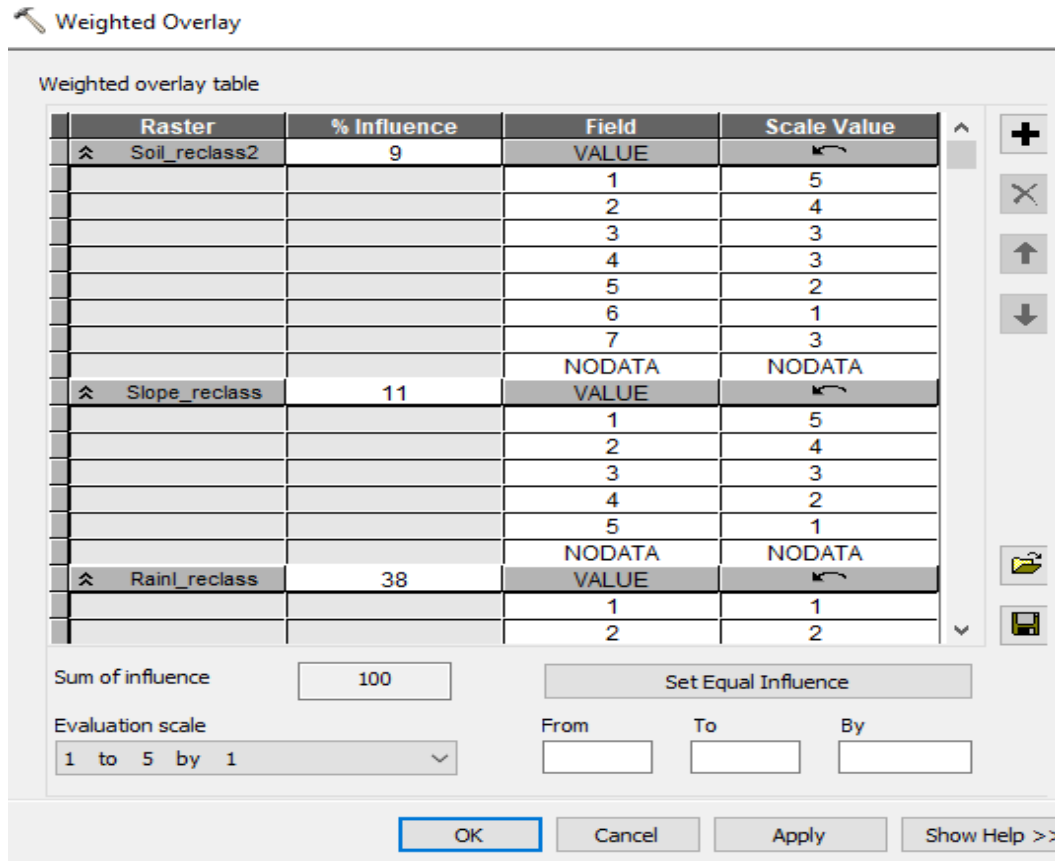 Weighted Overlay
Weighted overlay table
Raster % Influence Field Scale Value
Soil_reclass2 9 VALUE
1 5
2 4
3 3
4 3
5 2
6 1
7 3
NODATA NODATA
Slope_reclass 11 VALUE
1 5
2 4
3 3
4 2
5 1
NODATA NODATA
Rainl_reclass 38 VALUE
1 1
2 2
Sum of influence 100 Set Equal Influence
Evaluation scale From To By
1 to 5 by 1
OK Cancel Apply Show Help >>